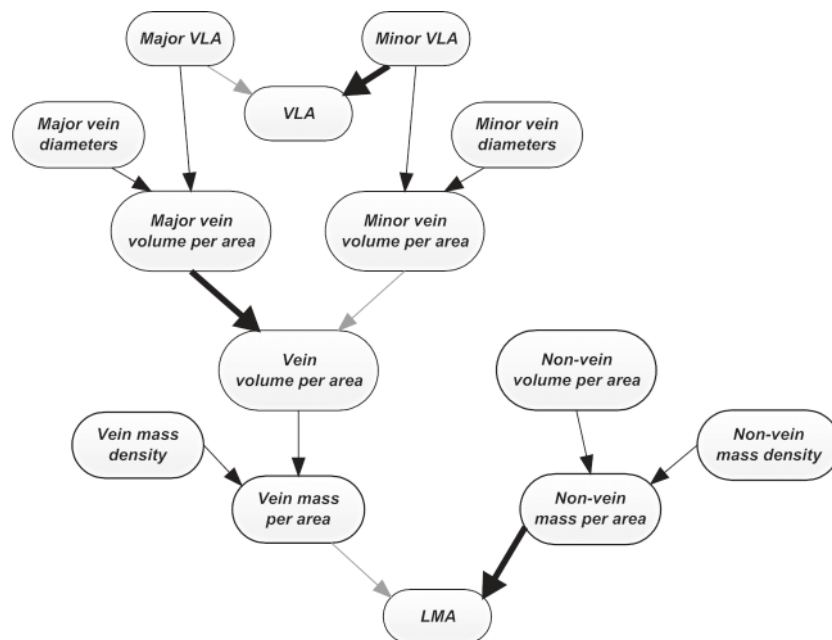 Major VLA
Minor VLA
VLA
Major vein
diameters
Minor vein
diameters
Major vein
volume per area
Minor vein
volume per area
Vein
volume per area
Non-vein
volume per area
Vein mass
density
Non-vein
mass density
Vein mass
per area
Non-vein
mass per area
LMA